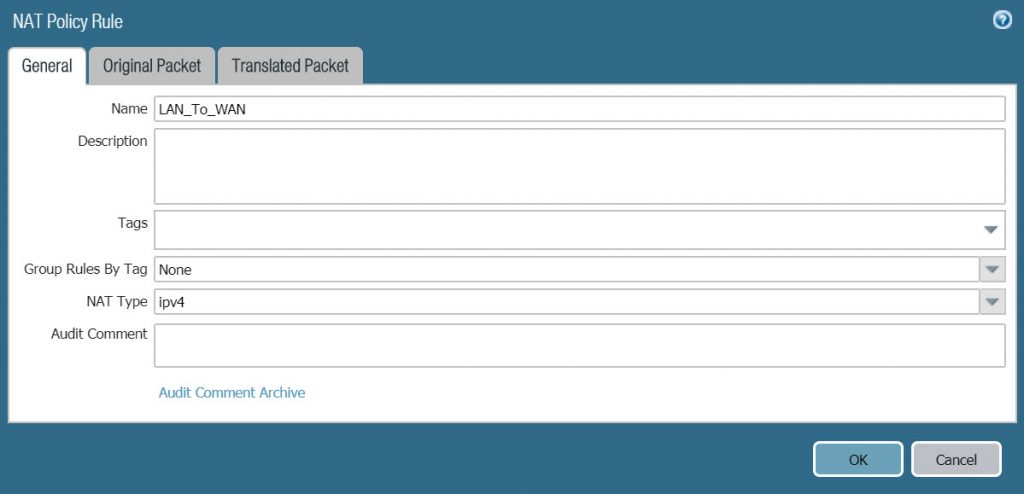 NAT Policy Rule
General Original Packet Translated Packet
Name LAN_To_WAN
Description
Tags
Group Rules By Tag None
NAT Type ipv4
Audit Comment
Audit Comment Archive
OK Cancel